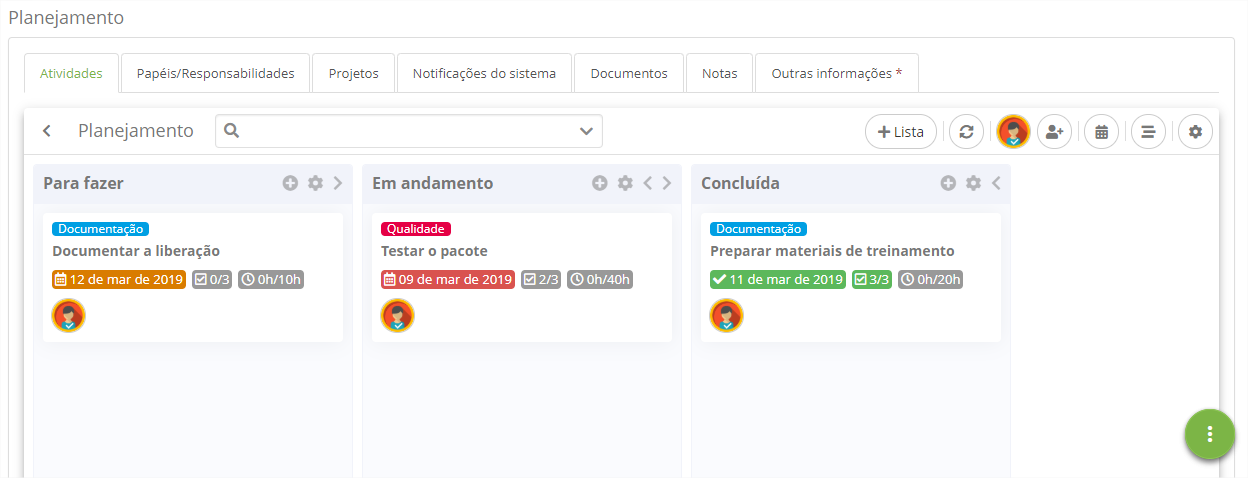 Planejamento
Atividades Papéis/Responsabilidades Projetos Notificações do sistema Documentos Notas Outras informações *
Planejamento Lista
Para fazer
Documentação
Documentar a liberação
12 de mar de 2019 0/3 0h/10h
Em andamento
Qualidade
Testar o pacote
09 de mar de 2019 2/3 0h/40h
Concluída
Documentação
Preparar materiais de treinamento
11 de mar de 2019 3/3 0h/20h